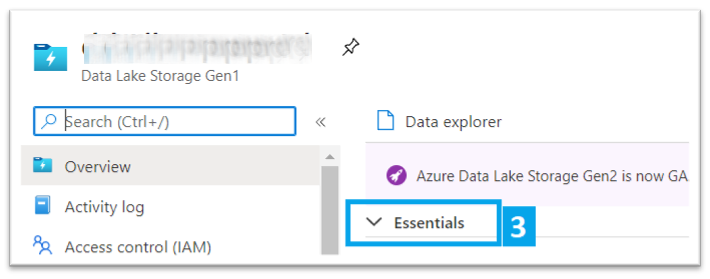 Data Lake Storage Gen1
Search (Ctrl+/)
«
Data explorer
Overview
Azure Data Lake Storage Gen2 is now GA
Activity log
Essentials
3
Access control (IAM)